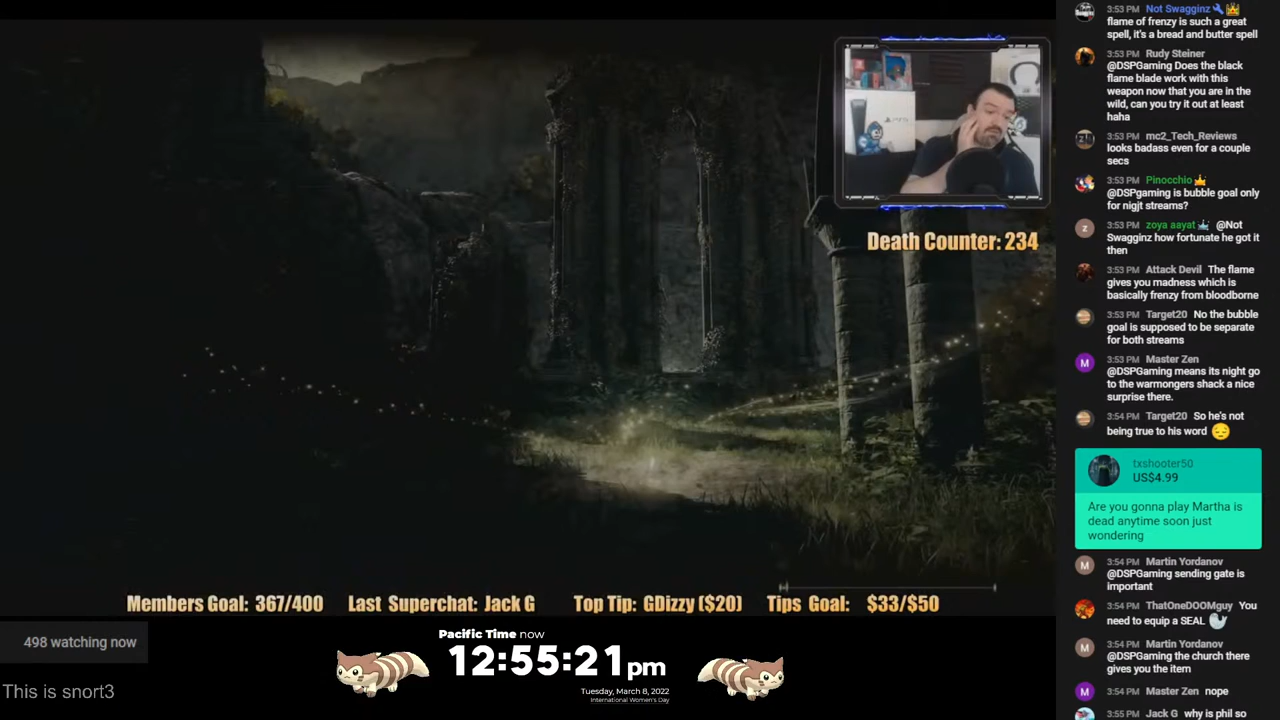 Death Counter: 234
Members Goal: 367/400
Last Superchat: Jack G
Top Tip: GDizzy ($20)
Tips Goal: $33/$50
498 watching now
This is snort3
Pacific Time now
12:55:21pm
Tuesday, March 8, 2022
International Women's Day
3:53 PM Not Swagginz
flame of frenzy is such a great
spell, it's a bread and butter spell
3:53 PM Rudy Steiner
@DSPGaming Does the black
flame blade work with this
weapon now that you are in the
wild, can you try it out at least
haha
3:53 PM mc2_Tech_Reviews
looks badass even for a couple
secs
3:53 PM Pinocchio
@DSPgaming is bubble goal only
for nigjt streams?
3:53 PM zoya aayat @Not
Swagginz how fortunate he got it
then
3:53 PM Attack Devil The flame
gives you madness which is
basically frenzy from bloodborne
3:53 PM Target20 No the bubble
goal is supposed to be separate
for both streams
3:53 PM Master Zen
@DSPGaming means its night go
to the warmongers shack a nice
surprise there.
3:54 PM Target20 So he's not
being true to his word
txshooter50
US$4.99
Are you gonna play Martha is
dead anytime soon just
wondering
3:54 PM Martin Yordanov
@DSPGaming sending gate is
important
3:54 PM ThatOneDOOMguy You
need to equip a SEAL
3:54 PM Martin Yordanov
@DSPGaming the church there
gives you the item
3:54 PM Master Zen nope
3:55 PM Jack G why is phil so